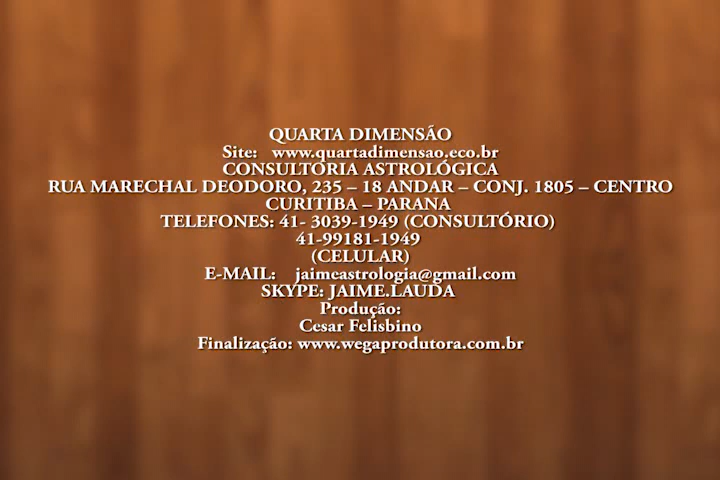 QUARTA DIMENSÃO
Site: www.quartadimensao.eco.br
CONSULTORIA ASTROLÓGICA
RUA MARECHAL DEODORO, 235 – 18 ANDAR – CONJ. 1805 – CENTRO
CURITIBA – PARANA
TELEFONES: 41- 3039-1949 (CONSULTÓRIO)
41-99181-1949
(CELULAR)
E-MAIL: jaimeastrologia@gmail.com
SKYPE: JAIME.LAUDA
Produção:
Cesar Felisbino
Finalização: www.wegaprodutora.com.br